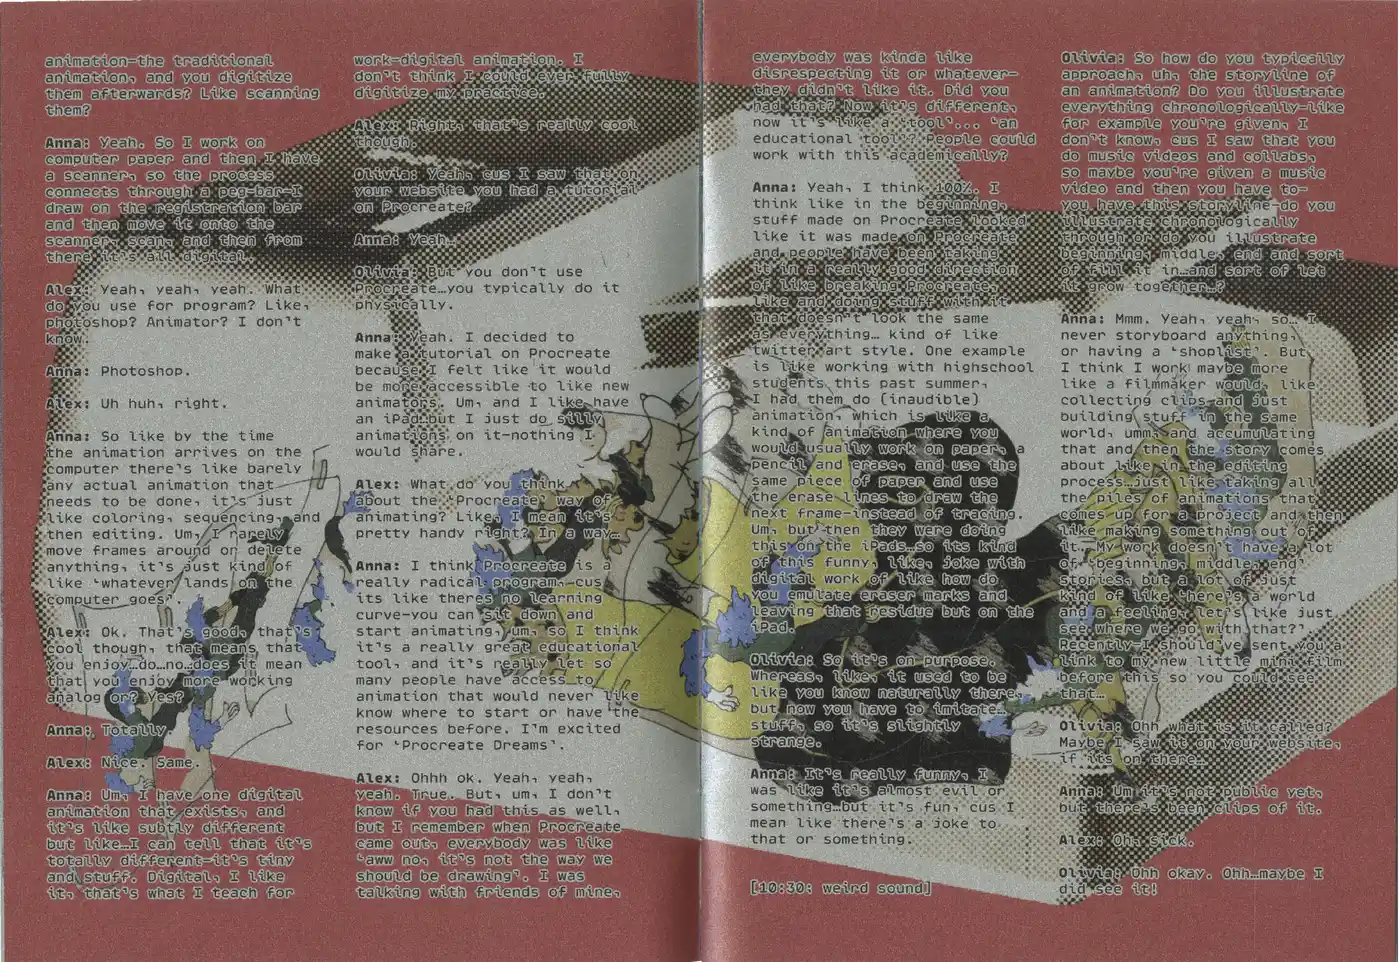 animation—the traditional
animation, and you digitize
them afterwards? Like scanning
them?
Anna: Yeah. So I work on
computer paper and then I have
a scanner, so the process
connects through a peg-bar—I
draw on the registration bar
and then move it onto the
scanner, scan, and then from
there it's all digital.
Alex: Yeah, yeah, yeah. What
do you use for program? Like,
photoshop? Animator? I don't
know.
Anna: Photoshop.
Alex: Uh huh, right.
Anna: So like by the time
the animation arrives on the
computer there's like barely
any actual animation that
needs to be done, it's just
like coloring, sequencing, and
then editing. Um, I rarely
move frames around or delete
anything, it's just kind of
like 'whatever lands on the
computer goes'.
Alex: Ok. That's good, that's
cool though, that means that
you enjoy…do…no…does it mean
that you enjoy more working
analog or? Yes?
Anna: Totally.
Alex: Nice. Same.
Anna: Um, I have one digital
animation that exists, and
it's like subtly different
but like…I can tell that it's
totally different—it's tiny
and stuff. Digital, I like
it, that's what I teach for
work—digital animation. I
don't think I could ever fully
digitize my practice.
Alex: Right, that's really cool
though.
Olivia: Yeah, cus I saw that on
your website you had a tutorial
on Procreate?
Anna: Yeah…
Olivia: But you don't use
Procreate…you typically do it
physically.
Anna: Yeah. I decided to
make a tutorial on Procreate
because I felt like it would
be more accessible to like new
animators. Um, and I like have
an iPad…but I just do silly
animations on it—nothing I
would share.
Alex: What do you think
about the 'Procreate' way of
animating? Like, I mean it's
pretty handy right? In a way…
Anna: I think Procreate is a
really radical program, cus
its like theres no learning
curve—you can sit down and
start animating, um, so I think
it's a really great educational
tool, and it's really let so
many people have access to
animation that would never like
know where to start or have the
resources before. I'm excited
for 'Procreate Dreams'.
Alex: Ohhh ok. Yeah, yeah,
yeah. True. But, um, I don't
know if you had this as well,
but I remember when Procreate
came out, everybody was like
'aww no, it's not the way we
should be drawing'. I was
talking with friends of mine,
everybody was kinda like
disrespecting it or whatever—
they didn't like it. Did you
had that? Now it's different,
now it's like a 'tool'... 'an
educational tool'? People could
work with this academically?
Anna: Yeah, I think 100%. I
think like in the beginning,
stuff made on Procreate looked
like it was made on Procreate
and people have been taking
it in a really good direction
of like breaking Procreate,
like and doing stuff with it
that doesn't look the same
as everything… kind of like
twitter art style. One example
is like working with highschool
students this past summer,
I had them do (inaudible)
animation, which is like a
kind of animation where you
would usually work on paper, a
pencil and erase, and use the
same piece of paper and use
the erase lines to draw the
next frame—instead of tracing.
Um, but then they were doing
this on the iPads…so its kind
of this funny, like, joke with
digital work of like how do
you emulate eraser marks and
leaving that residue but on the
iPad.
Olivia: So it's on purpose.
Whereas, like, it used to be
like you know naturally there,
but now you have to imitate…
stuff, so it's slightly
strange.
Anna: It's really funny, I
was like it's almost evil or
something…but it's fun, cus I
mean like there's a joke to
that or something.
[10:30: weird sound]
Olivia: So how do you typically
approach, uh, the storyline of
an animation? Do you illustrate
everything chronologically—like
for example you're given, I
don't know, cus I saw that you
do music videos and collabs,
so maybe you're given a music
video and then you have to—
you have this storyline—do you
illustrate chronologically
through or do you illustrate
beginning, middle, end and sort
of fill it in…and sort of let
it grow together…?
Anna: Mmm. Yeah, yeah, so… I
never storyboard anything,
or having a 'shoplist'. But
I think I work maybe more
like a filmmaker would, like
collecting clips and just
building stuff in the same
world, umm, and accumulating
that and then the story comes
about like in the editing
process…just like taking all
the piles of animations that
comes up for a project and then
like making something out of
it. My work doesn't have a lot
of 'beginning, middle, end'
stories, but a lot of just
kind of like 'here's a world
and a feeling, let's like just
see where we go with that?'
Recently I should've sent you a
link to my new little mini film
before this so you could see
that…
Olivia: Ohh what is it called?
Maybe I saw it on your website,
if its on there…
Anna: Um it's not public yet,
but there's been clips of it.
Alex: Oh, sick.
Olivia: Ohh okay. Ohh…maybe I
did see it!